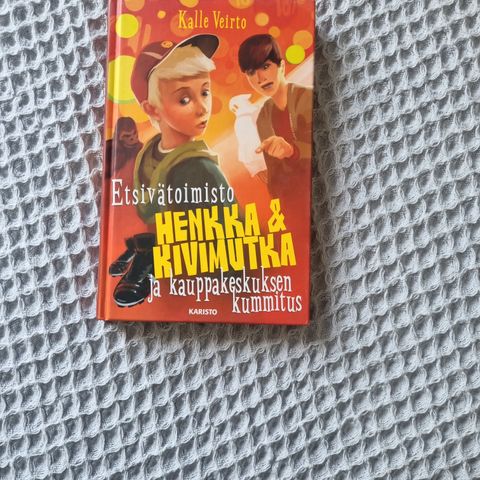 Kalle Veirto
Etsivätoimisto
HENKKA &
KIVIMUTKA
ja kauppakeskuksen
kummitus
KARISTO